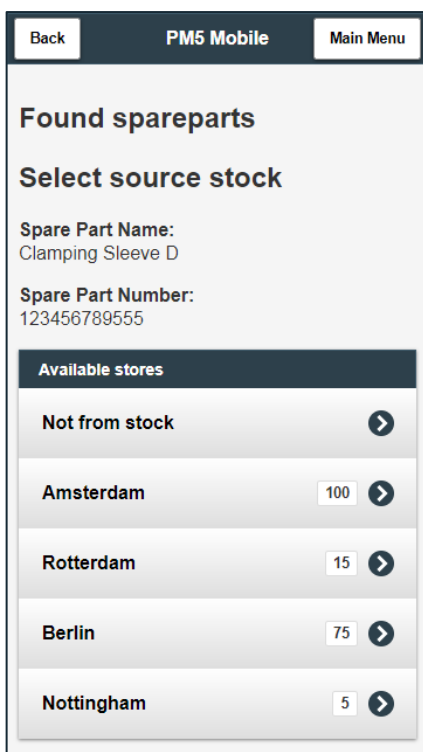 Back PM5 Mobile Main Menu
Found spareparts
Select source stock
Spare Part Name:
Clamping Sleeve D
Spare Part Number:
123456789555
Available stores
Not from stock
Amsterdam 100
Rotterdam 15
Berlin 75
Nottingham 5